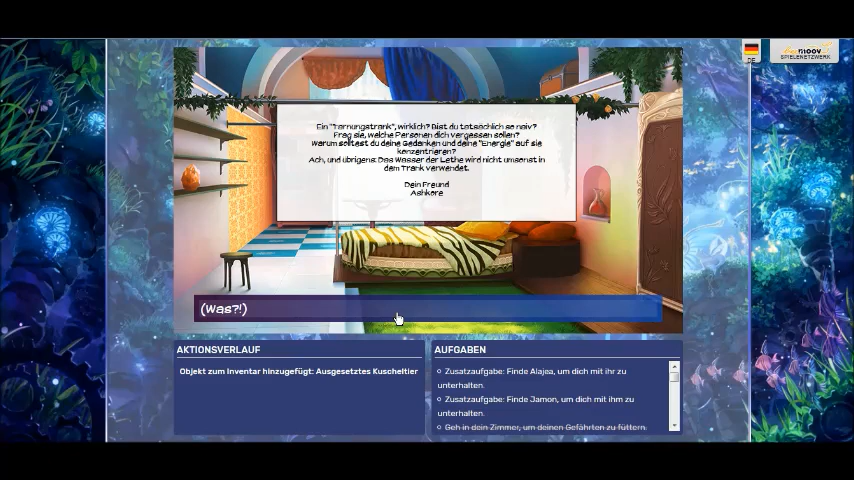 DE
beemoov
SPIELENETZWERK
Ein "Tarnungstrank", wirklich? Bist du tatsächlich so naiv?
Frag sie, welche Personen dich vergessen sollen?
Warum solltest du deine Gedanken und deine "Energie" auf sie
konzentrieren?
Ach, und übrigens: Das Wasser der Lethe wird nicht umsonst in
dem Trank verwendet.
Dein Freund
Ashkore
(Was?!)
AKTIONSVERLAUF
Objekt zum Inventar hinzugefügt: Ausgesetztes Kuscheltier
AUFGABEN
Zusatzaufgabe: Finde Alajea, um dich mit ihr zu
unterhalten.
Zusatzaufgabe: Finde Jamon, um dich mit ihm zu
unterhalten.
Geh in dein Zimmer, um deinen Gefährten zu füttern.